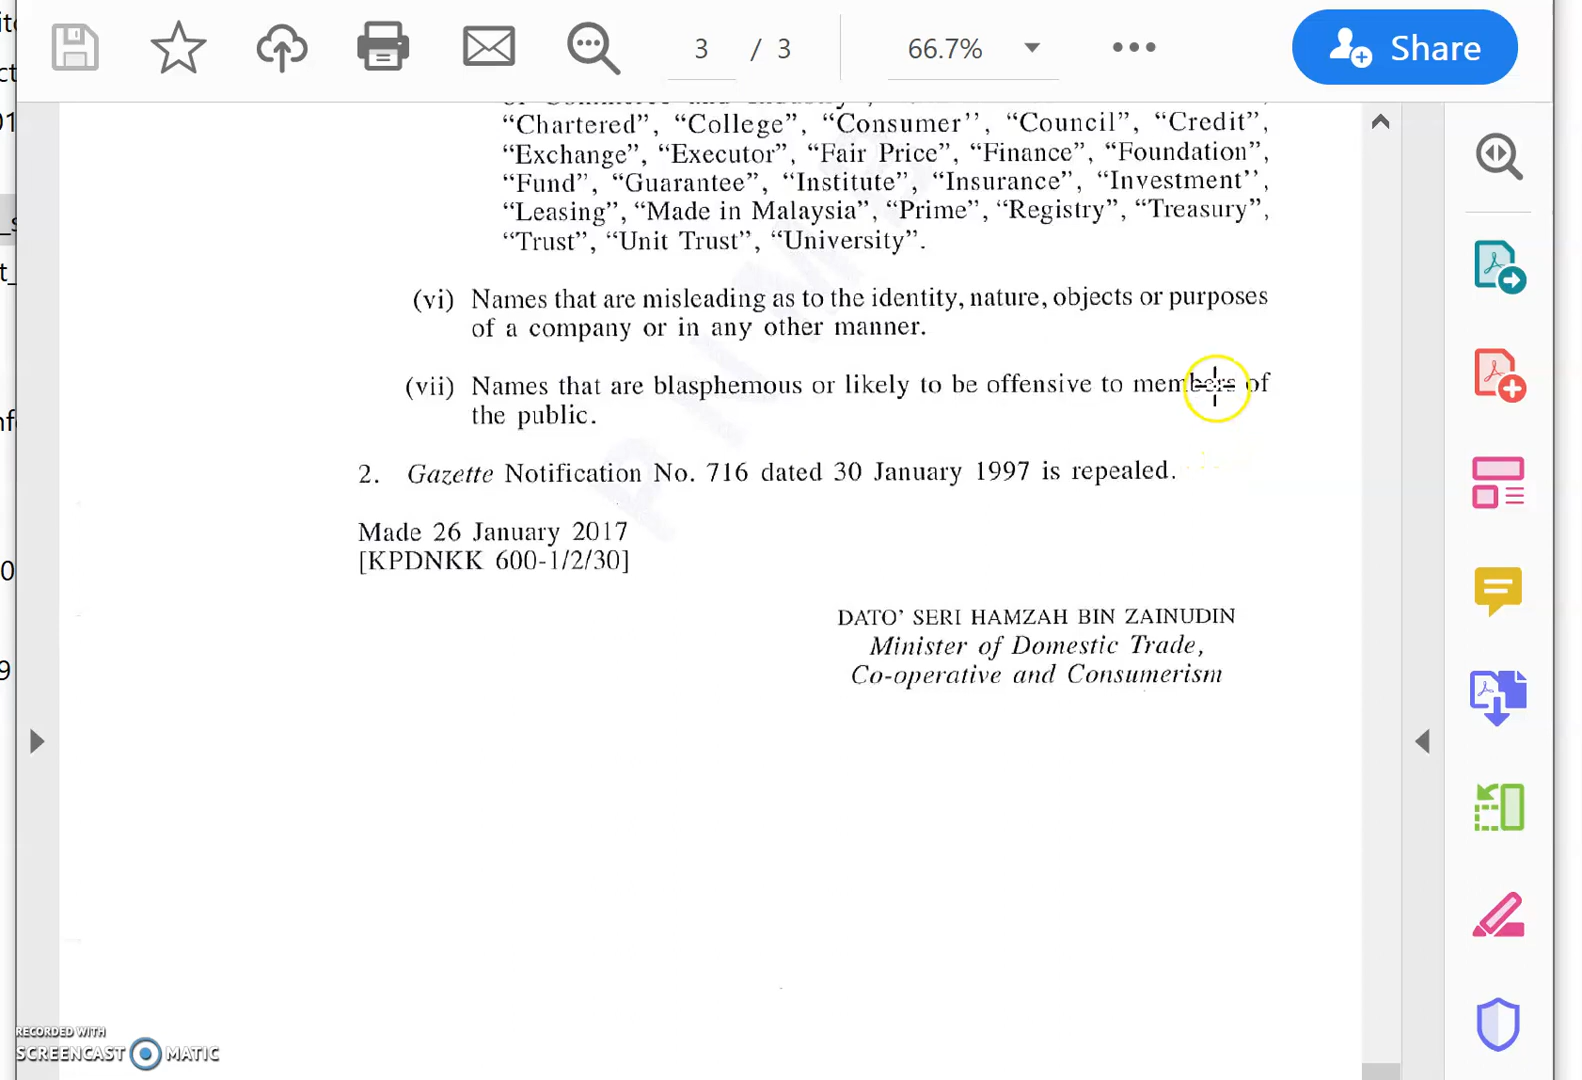 3 / 3
66.7%
Share
of Commerce and Industry",
“Chartered”, “College”, “Consumer’’, “Council”, “Credit”,
“Exchange”, “Executor”, “Fair Price”, “Finance”, “Foundation”,
“Fund”, “Guarantee”, “Institute”, “Insurance”, “Investment’’,
“Leasing”, “Made in Malaysia”, “Prime”, “Registry”, “Treasury”,
“Trust”, “Unit Trust”, “University”.
(vi) Names that are misleading as to the identity, nature, objects or purposes
of a company or in any other manner.
(vii) Names that are blasphemous or likely to be offensive to members of
the public.
2. Gazette Notification No. 716 dated 30 January 1997 is repealed.
Made 26 January 2017
[KPDNKK 600-1/2/30]
DATO’ SERI HAMZAH BIN ZAINUDIN
Minister of Domestic Trade,
Co-operative and Consumerism
RECORDED WITH
SCREENCAST MATIC